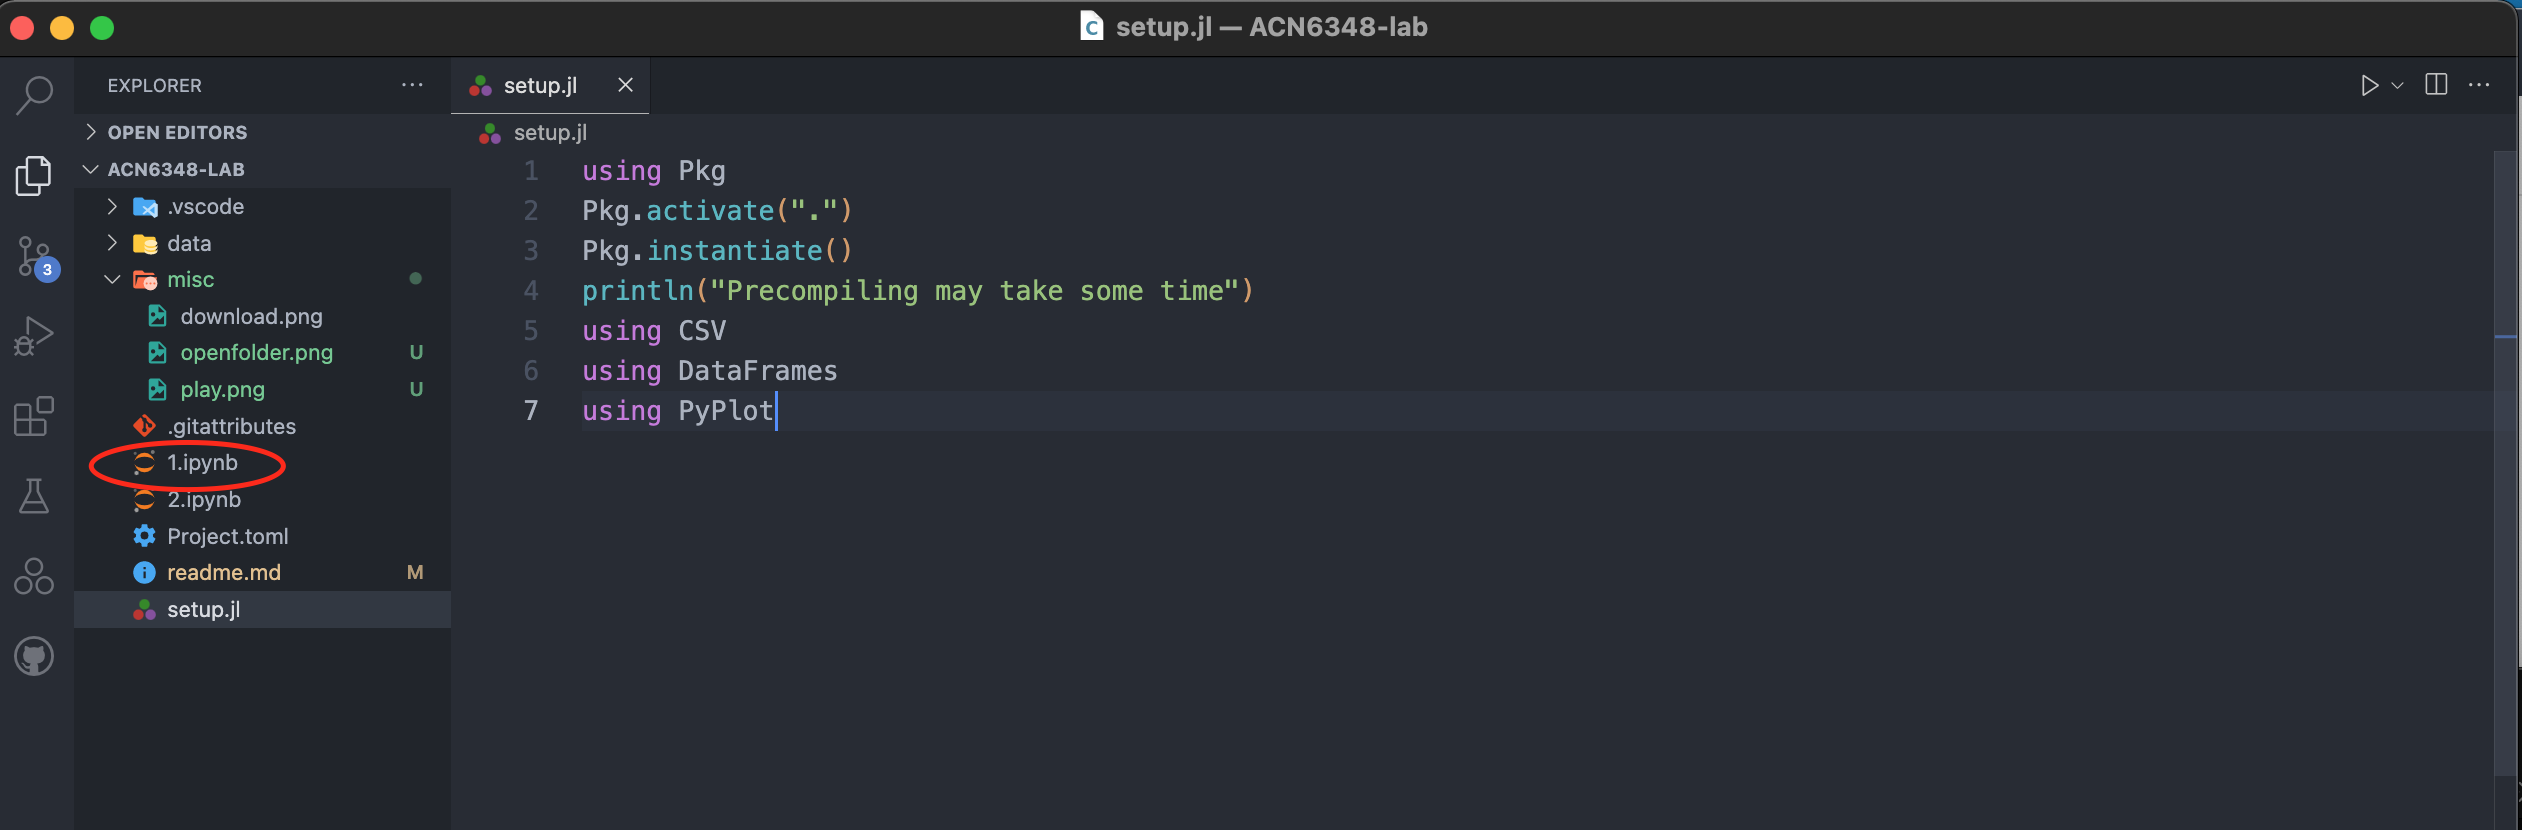 setup.jl — ACN6348-lab
EXPLORER
OPEN EDITORS
ACN6348-LAB
.vscode
data
misc
download.png
openfolder.png U
play.png U
.gitattributes
1.ipynb
2.ipynb
Project.toml
readme.md M
setup.jl
3
setup.jl
setup.jl
1 using Pkg
2 Pkg.activate(".")
3 Pkg.instantiate()
4 println("Precompiling may take some time")
5 using CSV
6 using DataFrames
7 using PyPlot